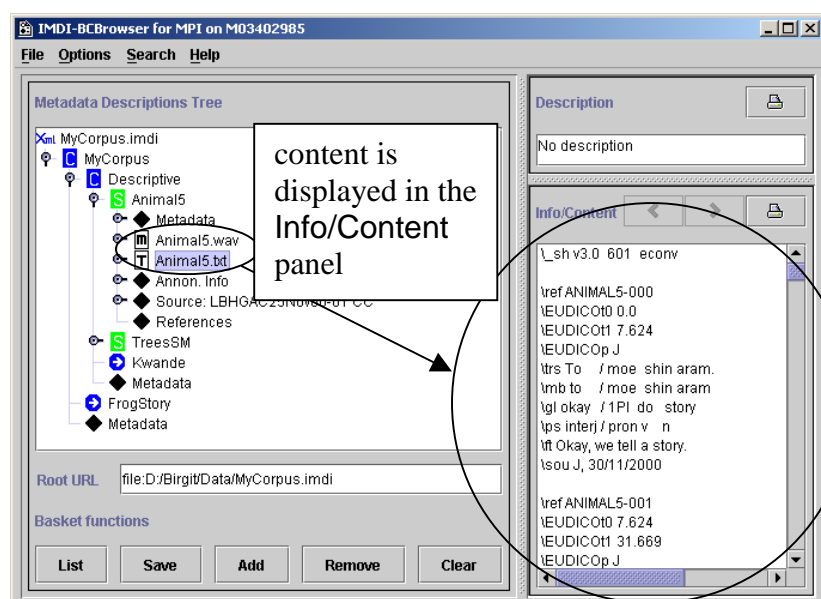 IMDI-BCBrowser for MPI on M03402985
File Options Search Help
Metadata Descriptions Tree
Xml MyCorpus.imdi
C MyCorpus
C Descriptive
S Animal5
Metadata
m Animal5.wav
T Animal5.txt
Annon. Info
Source:
References
S TreesSM
Kwande
Metadata
FrogStory
Metadata
content is
displayed in the
Info/Content
panel
Root URL file:D:/Birgit/Data/MyCorpus.imdi
Basket functions
List Save Add Remove Clear
Description
No description
Info/Content
\_sh v3.0 601 econv
\ref ANIMAL5-000
\EUDICOt0 0.0
\EUDICOt1 7.624
\EUDICOp J
\trs To / moe shin aram.
\mb to / moe shin aram
\gl okay / 1Pl do story
\ps interj / pron v n
\ft Okay, we tell a story.
\sou J, 30/11/2000
\ref ANIMAL5-001
\EUDICOt0 7.624
\EUDICOt1 31.669
\EUDICOp J